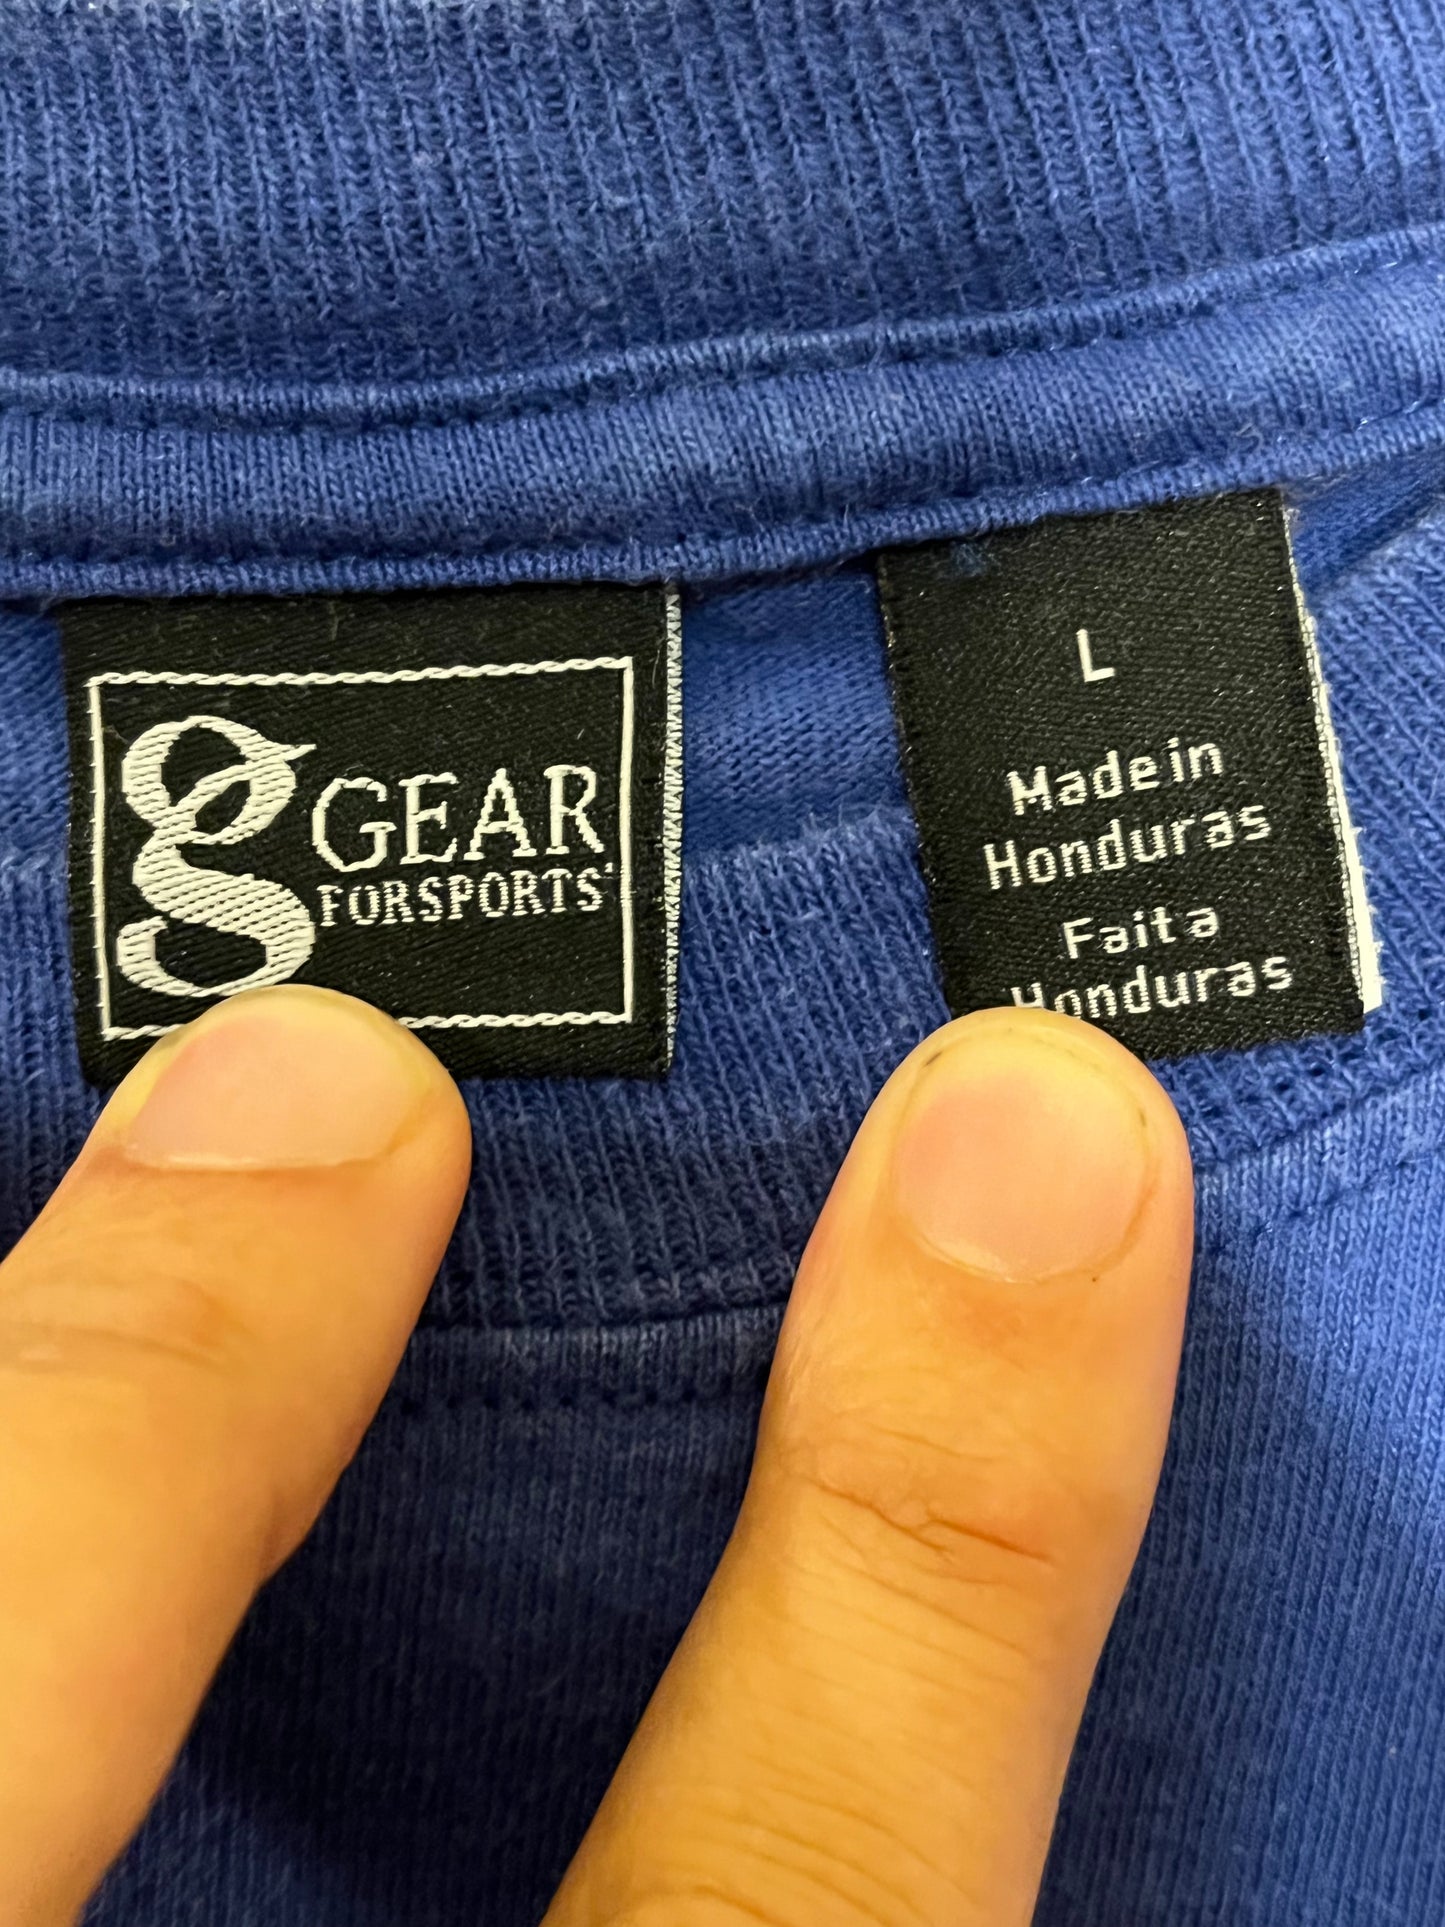 g GEAR
FORSPORTS'
L
Made in
Honduras
Fait a
Honduras